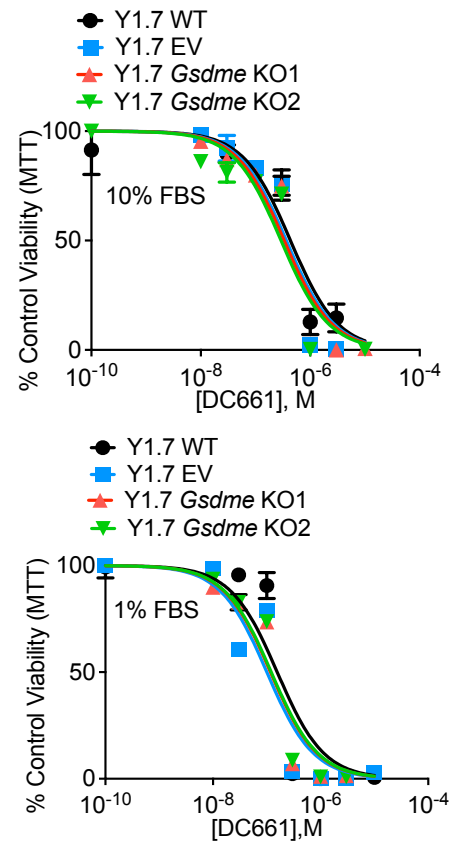 Y1.7 WT
Y1.7 EV
Y1.7 Gsdme KO1
Y1.7 Gsdme KO2
% Control Viability (MTT)
100
50
0
10% FBS
10⁻¹⁰ 10⁻⁸ 10⁻⁶ 10⁻⁴
[DC661], M
Y1.7 WT
Y1.7 EV
Y1.7 Gsdme KO1
Y1.7 Gsdme KO2
% Control Viability (MTT)
100
50
0
1% FBS
10⁻¹⁰ 10⁻⁸ 10⁻⁶ 10⁻⁴
[DC661],M